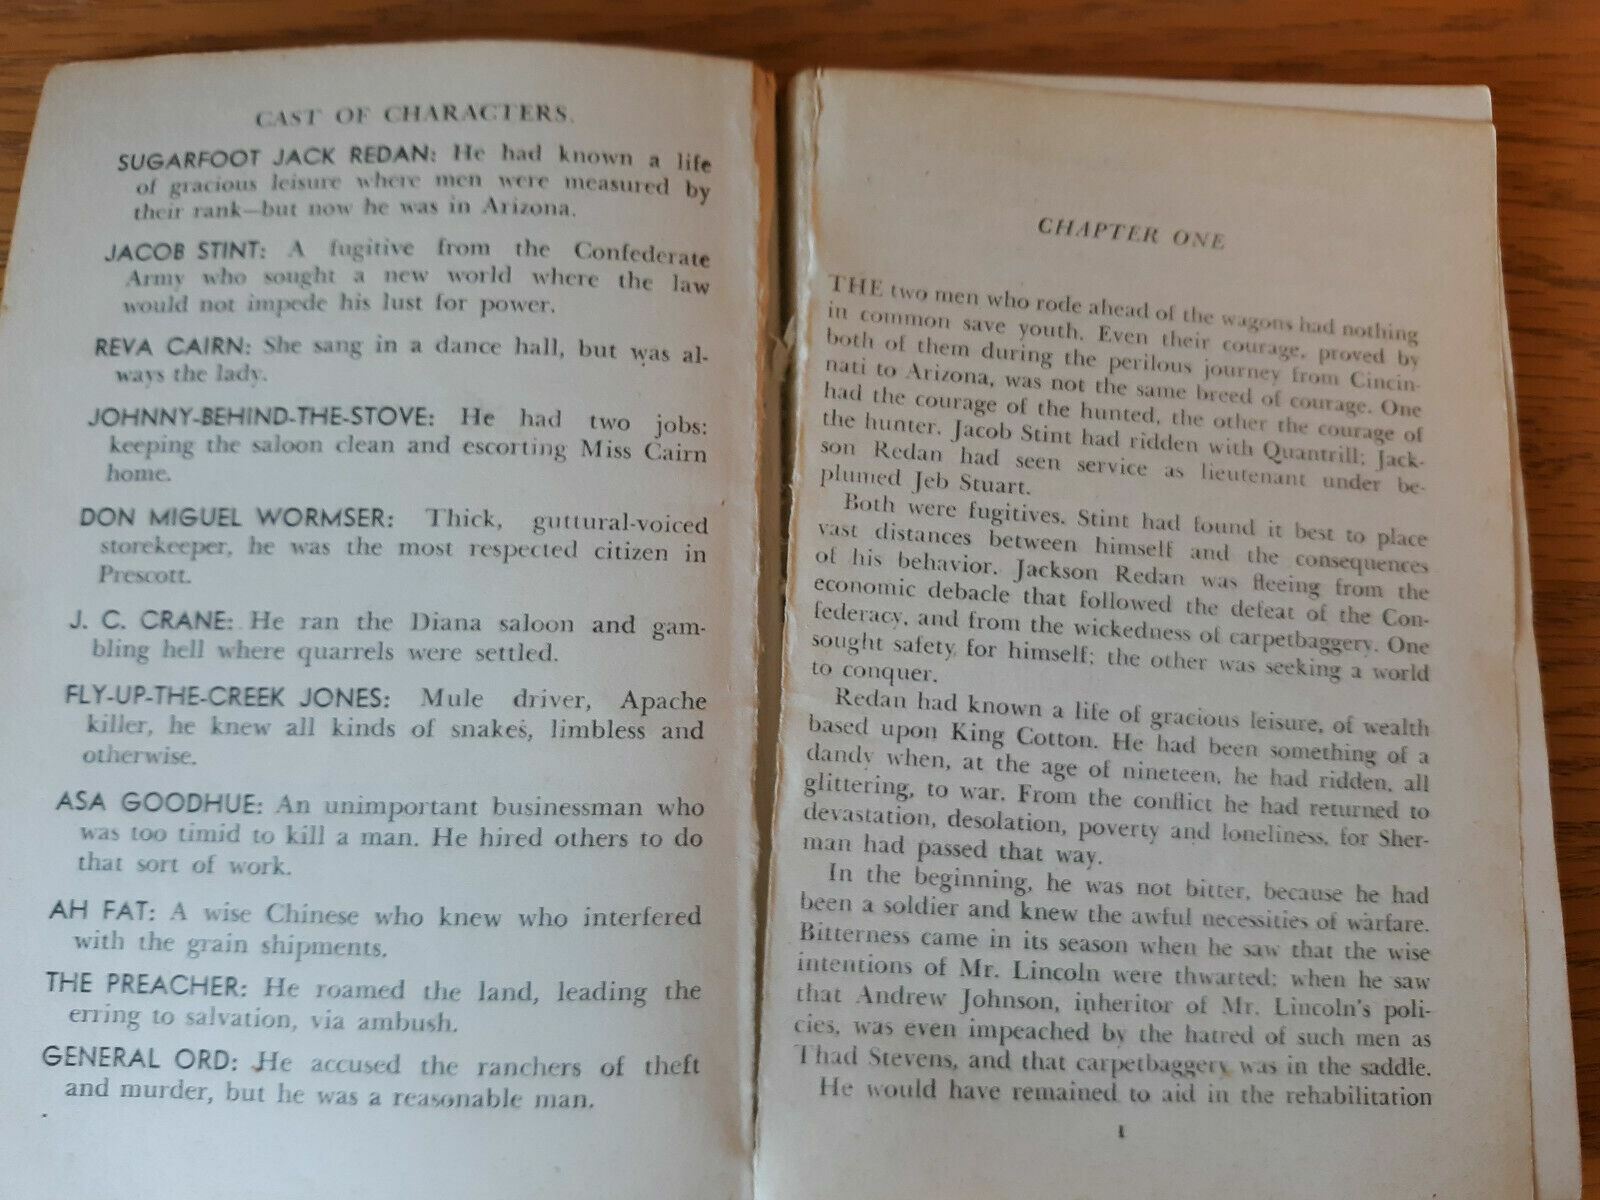 CAST OF CHARACTERS.
SUGARFOOT JACK REDAN: He had known a life
of gracious leisure where men were measured by
their rank—but now he was in Arizona.
JACOB STINT: A fugitive from the Confederate
Army who sought a new world where the law
would not impede his lust for power.
REVA CAIRN: She sang in a dance hall, but was al-
ways the lady.
JOHNNY-BEHIND-THE-STOVE: He had two jobs:
keeping the saloon clean and escorting Miss Cairn
home.
DON MIGUEL WORMSER: Thick, guttural-voiced
storekeeper, he was the most respected citizen in
Prescott.
J. C. CRANE: He ran the Diana saloon and gam-
bling hell where quarrels were settled.
FLY-UP-THE-CREEK JONES: Mule driver, Apache
killer, he knew all kinds of snakes, limbless and
otherwise.
ASA GOODHUE: An unimportant businessman who
was too timid to kill a man. He hired others to do
that sort of work.
AH FAT: A wise Chinese who knew who interfered
with the grain shipments.
THE PREACHER: He roamed the land, leading the
erring to salvation, via ambush.
GENERAL ORD: He accused the ranchers of theft
and murder, but he was a reasonable man.
CHAPTER ONE
THE two men who rode ahead of the wagons had nothing
in common save youth. Even their courage, proved by
both of them during the perilous journey from Cincin-
nati to Arizona, was not the same breed of courage. One
had the courage of the hunted, the other the courage of
the hunter. Jacob Stint had ridden with Quantrill; Jack-
son Redan had seen service as lieutenant under be-
plumed Jeb Stuart.
Both were fugitives. Stint had found it best to place
vast distances between himself and the consequences
of his behavior. Jackson Redan was fleeing from the
economic debacle that followed the defeat of the Con-
federacy, and from the wickedness of carpetbaggery. One
sought safety for himself; the other was seeking a world
to conquer.
Redan had known a life of gracious leisure, of wealth
based upon King Cotton. He had been something of a
dandy when, at the age of nineteen, he had ridden, all
glittering, to war. From the conflict he had returned to
devastation, desolation, poverty and loneliness, for Sher-
man had passed that way.
In the beginning, he was not bitter, because he had
been a soldier and knew the awful necessities of warfare.
Bitterness came in its season when he saw that the wise
intentions of Mr. Lincoln were thwarted; when he saw
that Andrew Johnson, inheritor of Mr. Lincoln's poli-
cies, was even impeached by the hatred of such men as
Thad Stevens, and that carpetbaggery was in the saddle.
He would have remained to aid in the rehabilitation
1